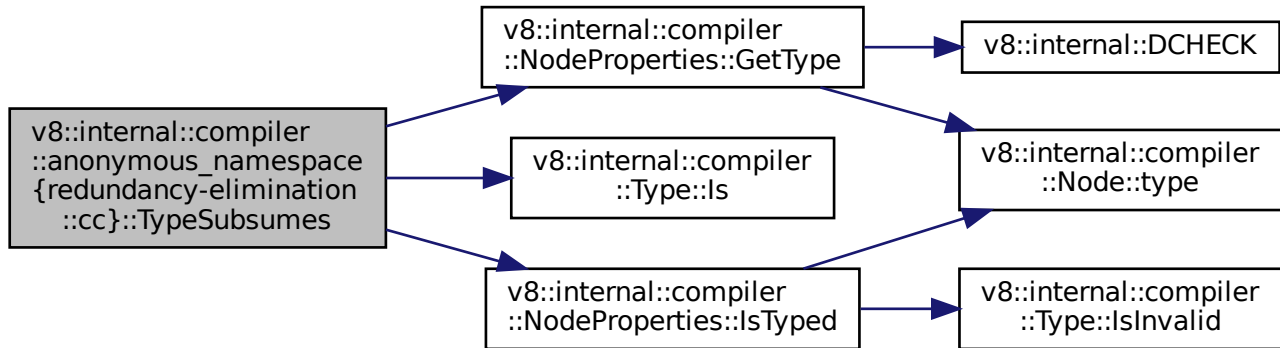 v8::internal::compiler
::anonymous_namespace
{redundancy-elimination
::cc}::TypeSubsumes
v8::internal::compiler
::NodeProperties::GetType
v8::internal::compiler
::Type::Is
v8::internal::compiler
::NodeProperties::IsTyped
v8::internal::DCHECK
v8::internal::compiler
::Node::type
v8::internal::compiler
::Type::IsInvalid